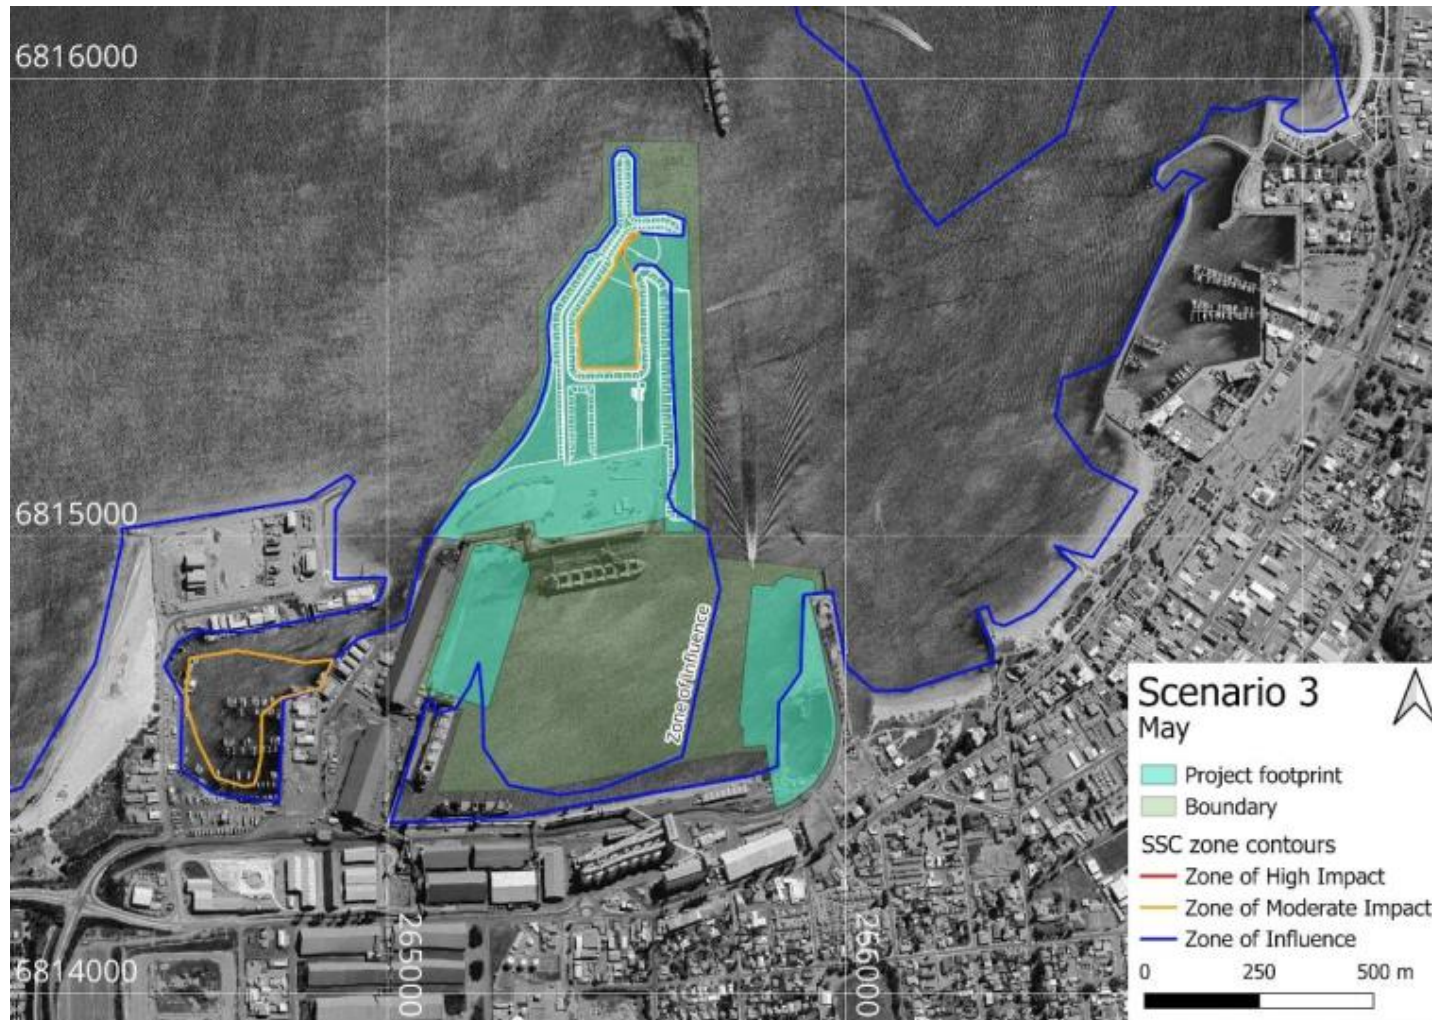 6816000
6815000
Zone of Influence
Scenario 3
May
Project footprint
Boundary
SSC zone contours
Zone of High Impact
Zone of Moderate Impact
Zone of Influence
0 250 500 m
6814000
265000
266000